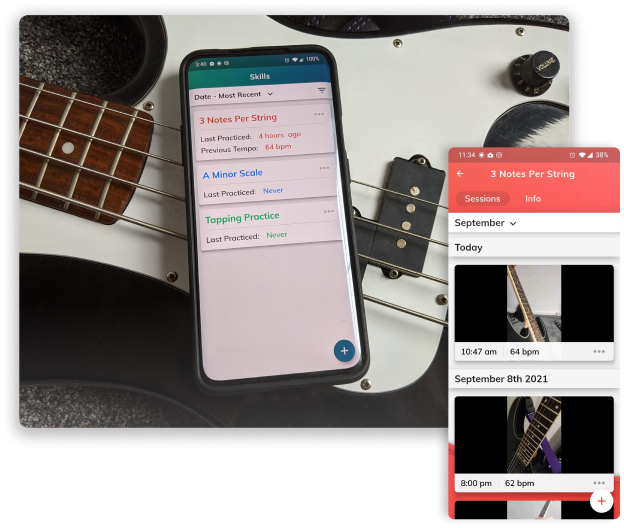 3:40
100%
Skills
Date - Most Recent
3 Notes Per String
Last Practiced: 4 hours ago
Previous Tempo: 64 bpm
A Minor Scale
Last Practiced: Never
Tapping Practice
Last Practiced: Never
+
VOLUME
11:34
38%
3 Notes Per String
Sessions
Info
September
Today
10:47 am
64 bpm
September 8th 2021
8:00 pm
62 bpm
+